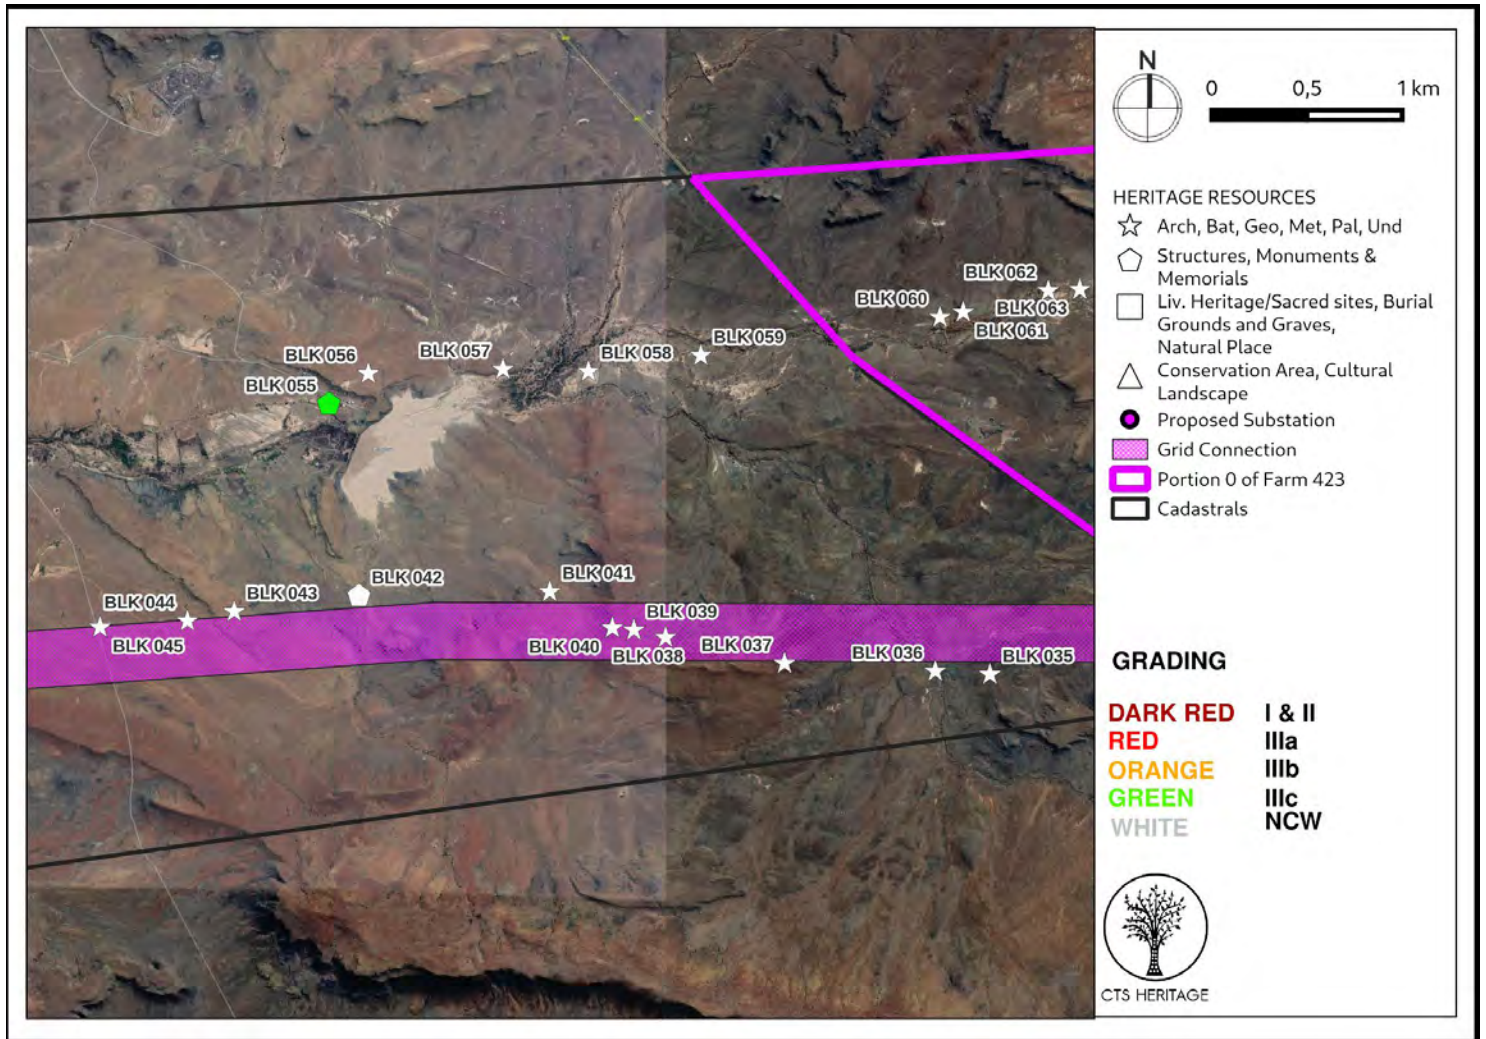 N
0 0,5 1 km
HERITAGE RESOURCES
Arch, Bat, Geo, Met, Pal, Und
Structures, Monuments &
Memorials
Liv. Heritage/Sacred sites, Burial
Grounds and Graves,
Natural Place
Conservation Area, Cultural
Landscape
Proposed Substation
Grid Connection
Portion 0 of Farm 423
Cadastrals
BLK 062
BLK 060
BLK 063
BLK 061
BLK 059
BLK 056
BLK 057
BLK 058
BLK 055
BLK 041
BLK 042
BLK 043
BLK 044
BLK 039
BLK 045
BLK 040
BLK 038
BLK 037
BLK 036
BLK 035
GRADING
DARK RED I & II
RED IIIa
ORANGE IIIb
GREEN IIIc
WHITE NCW
CTS HERITAGE